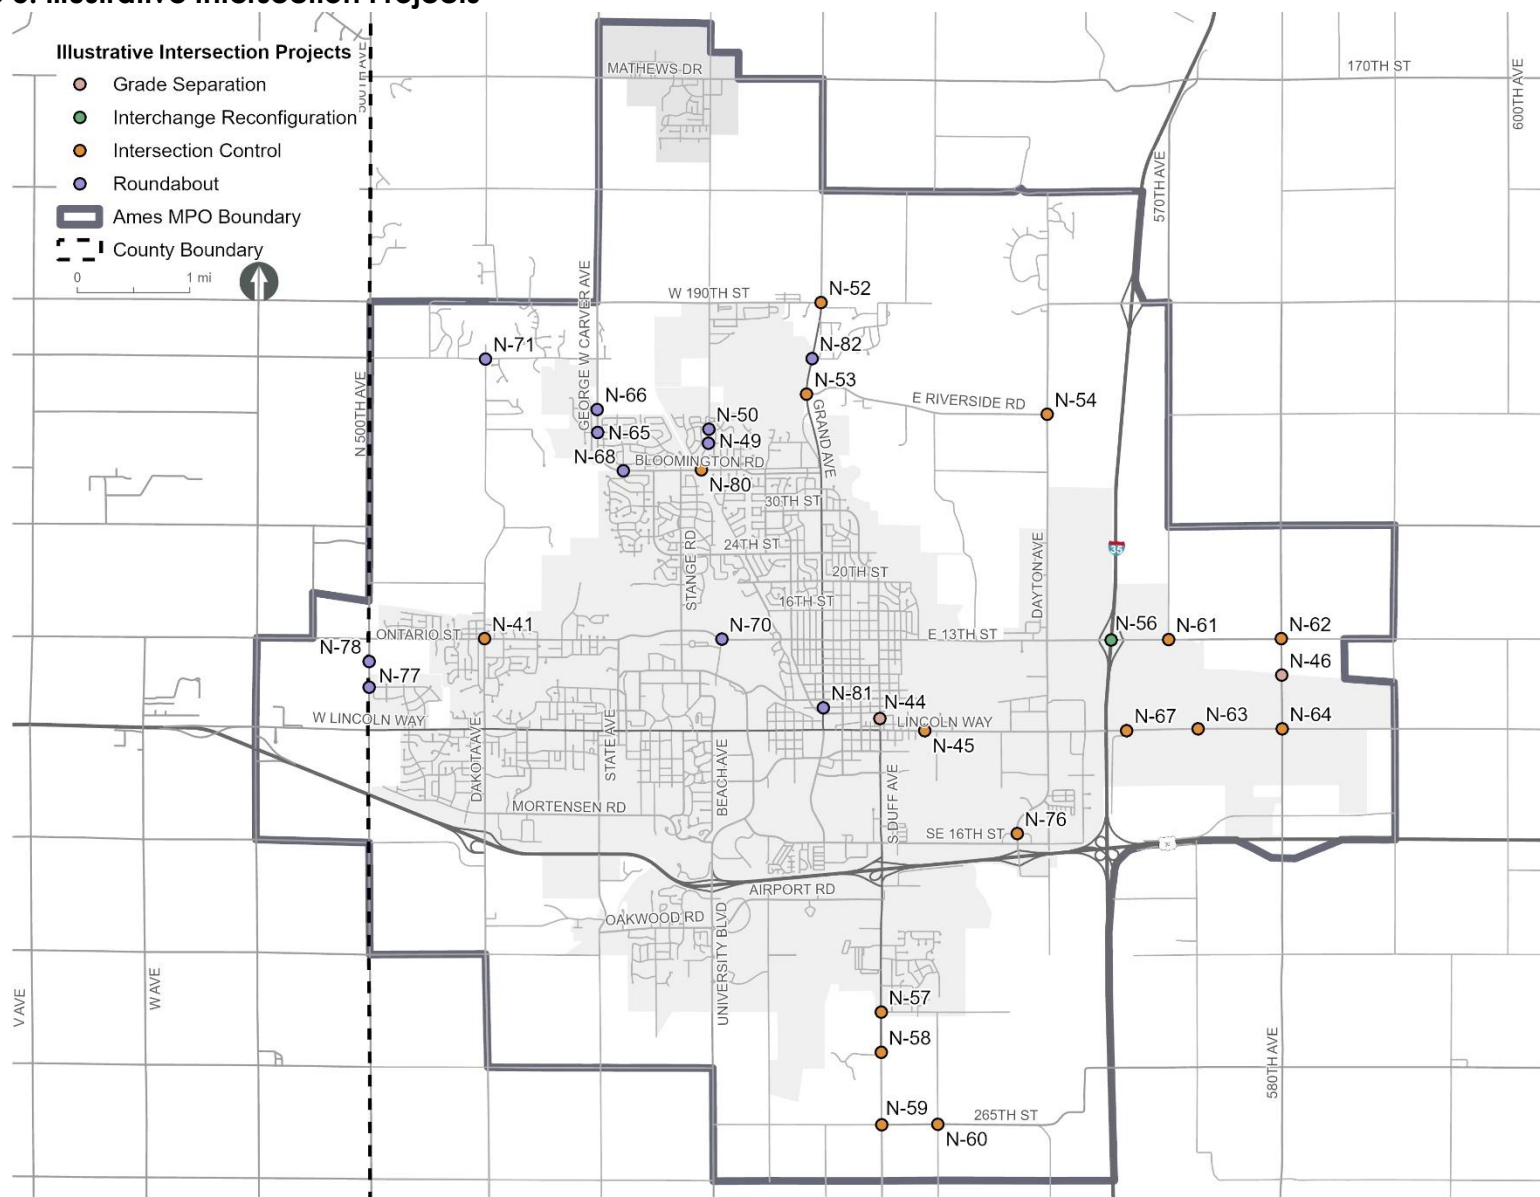 Illustrative Intersection Projects
Illustrative Intersection Projects
Grade Separation
Interchange Reconfiguration
Intersection Control
Roundabout
Ames MPO Boundary
County Boundary
0 1 mi
500TH AVE
MATHEWS DR
170TH ST
600TH AVE
570TH AVE
GEORGE W CARVER AVE
W 190TH ST
N-52
N-71
N-82
N-53
N 500TH AVE
N-66
E RIVERSIDE RD
N-54
N-50
N-65
N-49
GRAND AVE
N-68
BLOOMINGTON RD
N-80
30TH ST
24TH ST
35
STANGE RD
20TH ST
DAYTON AVE
16TH ST
ONTARIO ST
N-41
N-70
E 13TH ST
N-56
N-61
N-62
N-78
N-77
N-46
N-81
N-44
W LINCOLN WAY
LINCOLN WAY
N-67
N-63
N-64
N-45
DAKOTA AVE
STATE AVE
BEACH AVE
S DUFF AVE
MORTENSEN RD
N-76
SE 16TH ST
AIRPORT RD
OAKWOOD RD
UNIVERSITY BLVD
W AVE
V AVE
N-57
N-58
580TH AVE
N-59
265TH ST
N-60